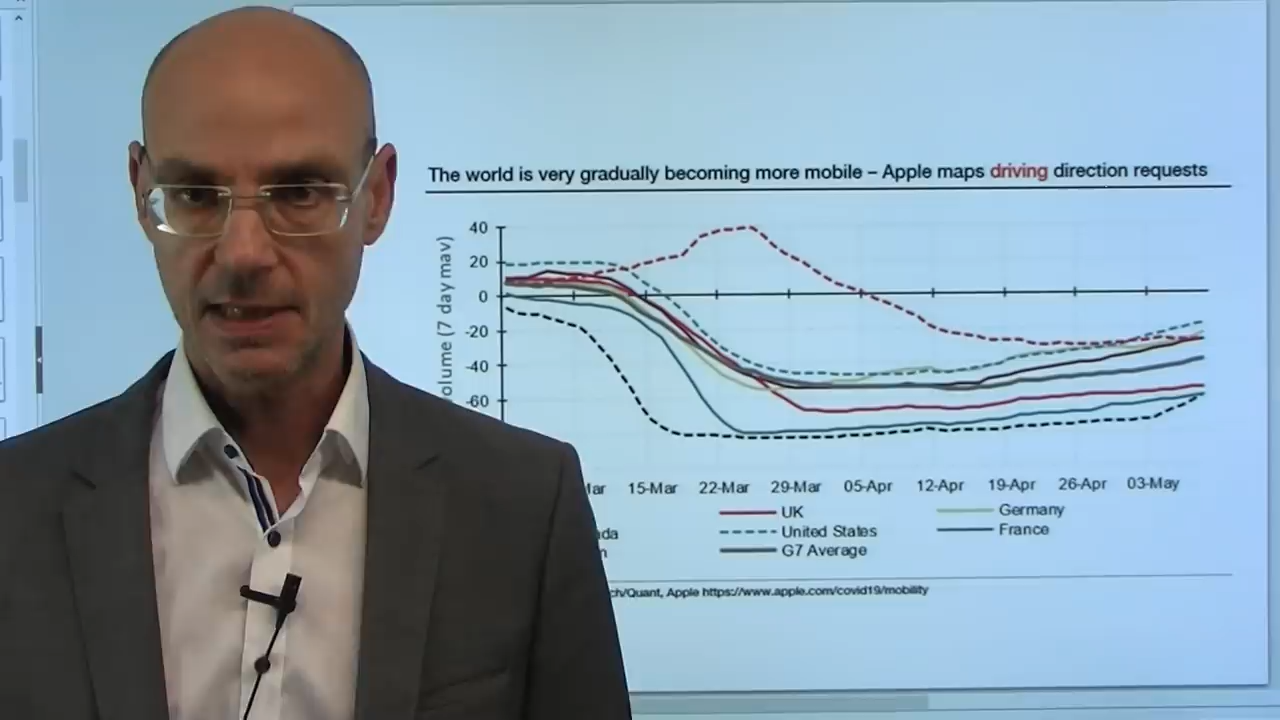 The world is very gradually becoming more mobile – Apple maps driving direction requests
40
20
0
-20
-40
-60
olume (7 day mav)
15-Mar 22-Mar 29-Mar 05-Apr 12-Apr 19-Apr 26-Apr 03-May
UK Germany
United States France
G7 Average
ch/Quant, Apple https://www.apple.com/covid19/mobility